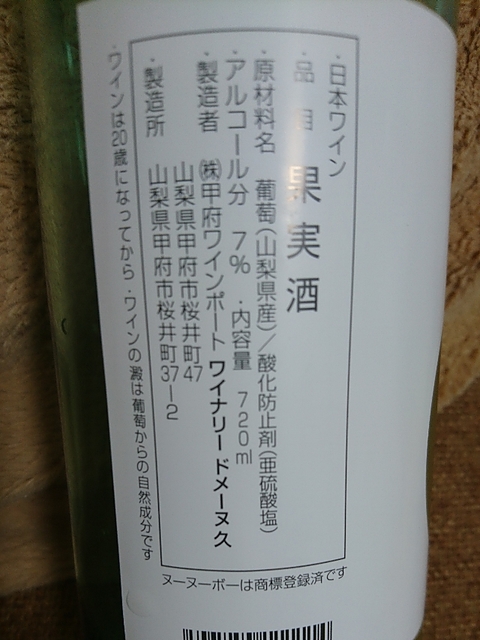 ・日本ワイン
・品目 果実酒
・原材料名 葡萄(山梨県産)/酸化防止剤(亜硫酸塩)
・アルコール分 7% ・内容量 720ml
・製造者 ㈱甲府ワインポート ワイナリー ドメーヌ久
山梨県甲府市桜井町47
・製造所 山梨県甲府市桜井町37-2
・ワインは20歳になってから・ワインの澱は葡萄からの自然成分です
ヌーヌーボーは商標登録済です